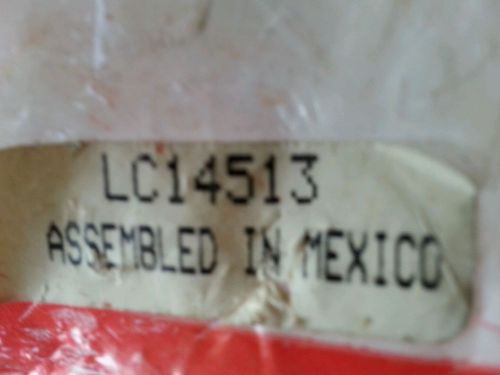 LC14513
ASSEMBLED IN MEXICO